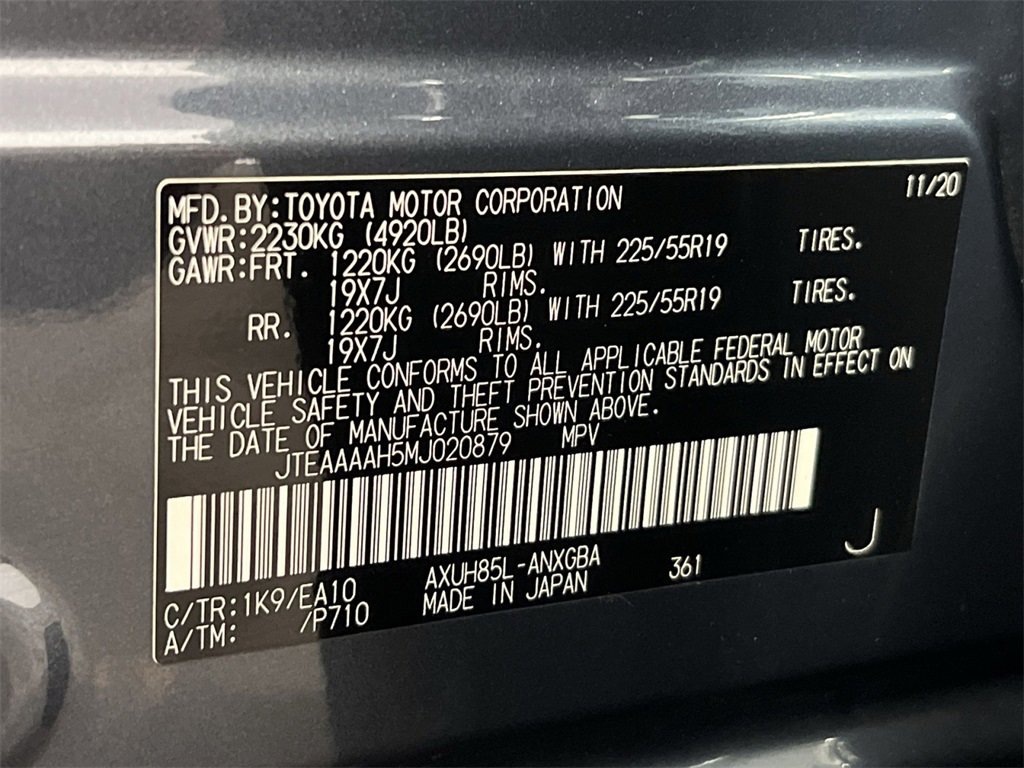 11/20
MFD. BY: TOYOTA MOTOR CORPORATION
GVWR: 2230KG (4920LB)
GAWR: FRT. 1220KG (2690LB) WITH 225/55R19 TIRES.
19X7J RIMS.
RR. 1220KG (2690LB) WITH 225/55R19 TIRES.
19X7J RIMS.
THIS VEHICLE CONFORMS TO ALL APPLICABLE FEDERAL MOTOR
VEHICLE SAFETY AND THEFT PREVENTION STANDARDS IN EFFECT ON
THE DATE OF MANUFACTURE SHOWN ABOVE.
JTEAAAAH5MJ020879 MPV
J
C/TR: 1K9/EA10 AXUH85L-ANXGBA 361
A/TM: /P710 MADE IN JAPAN